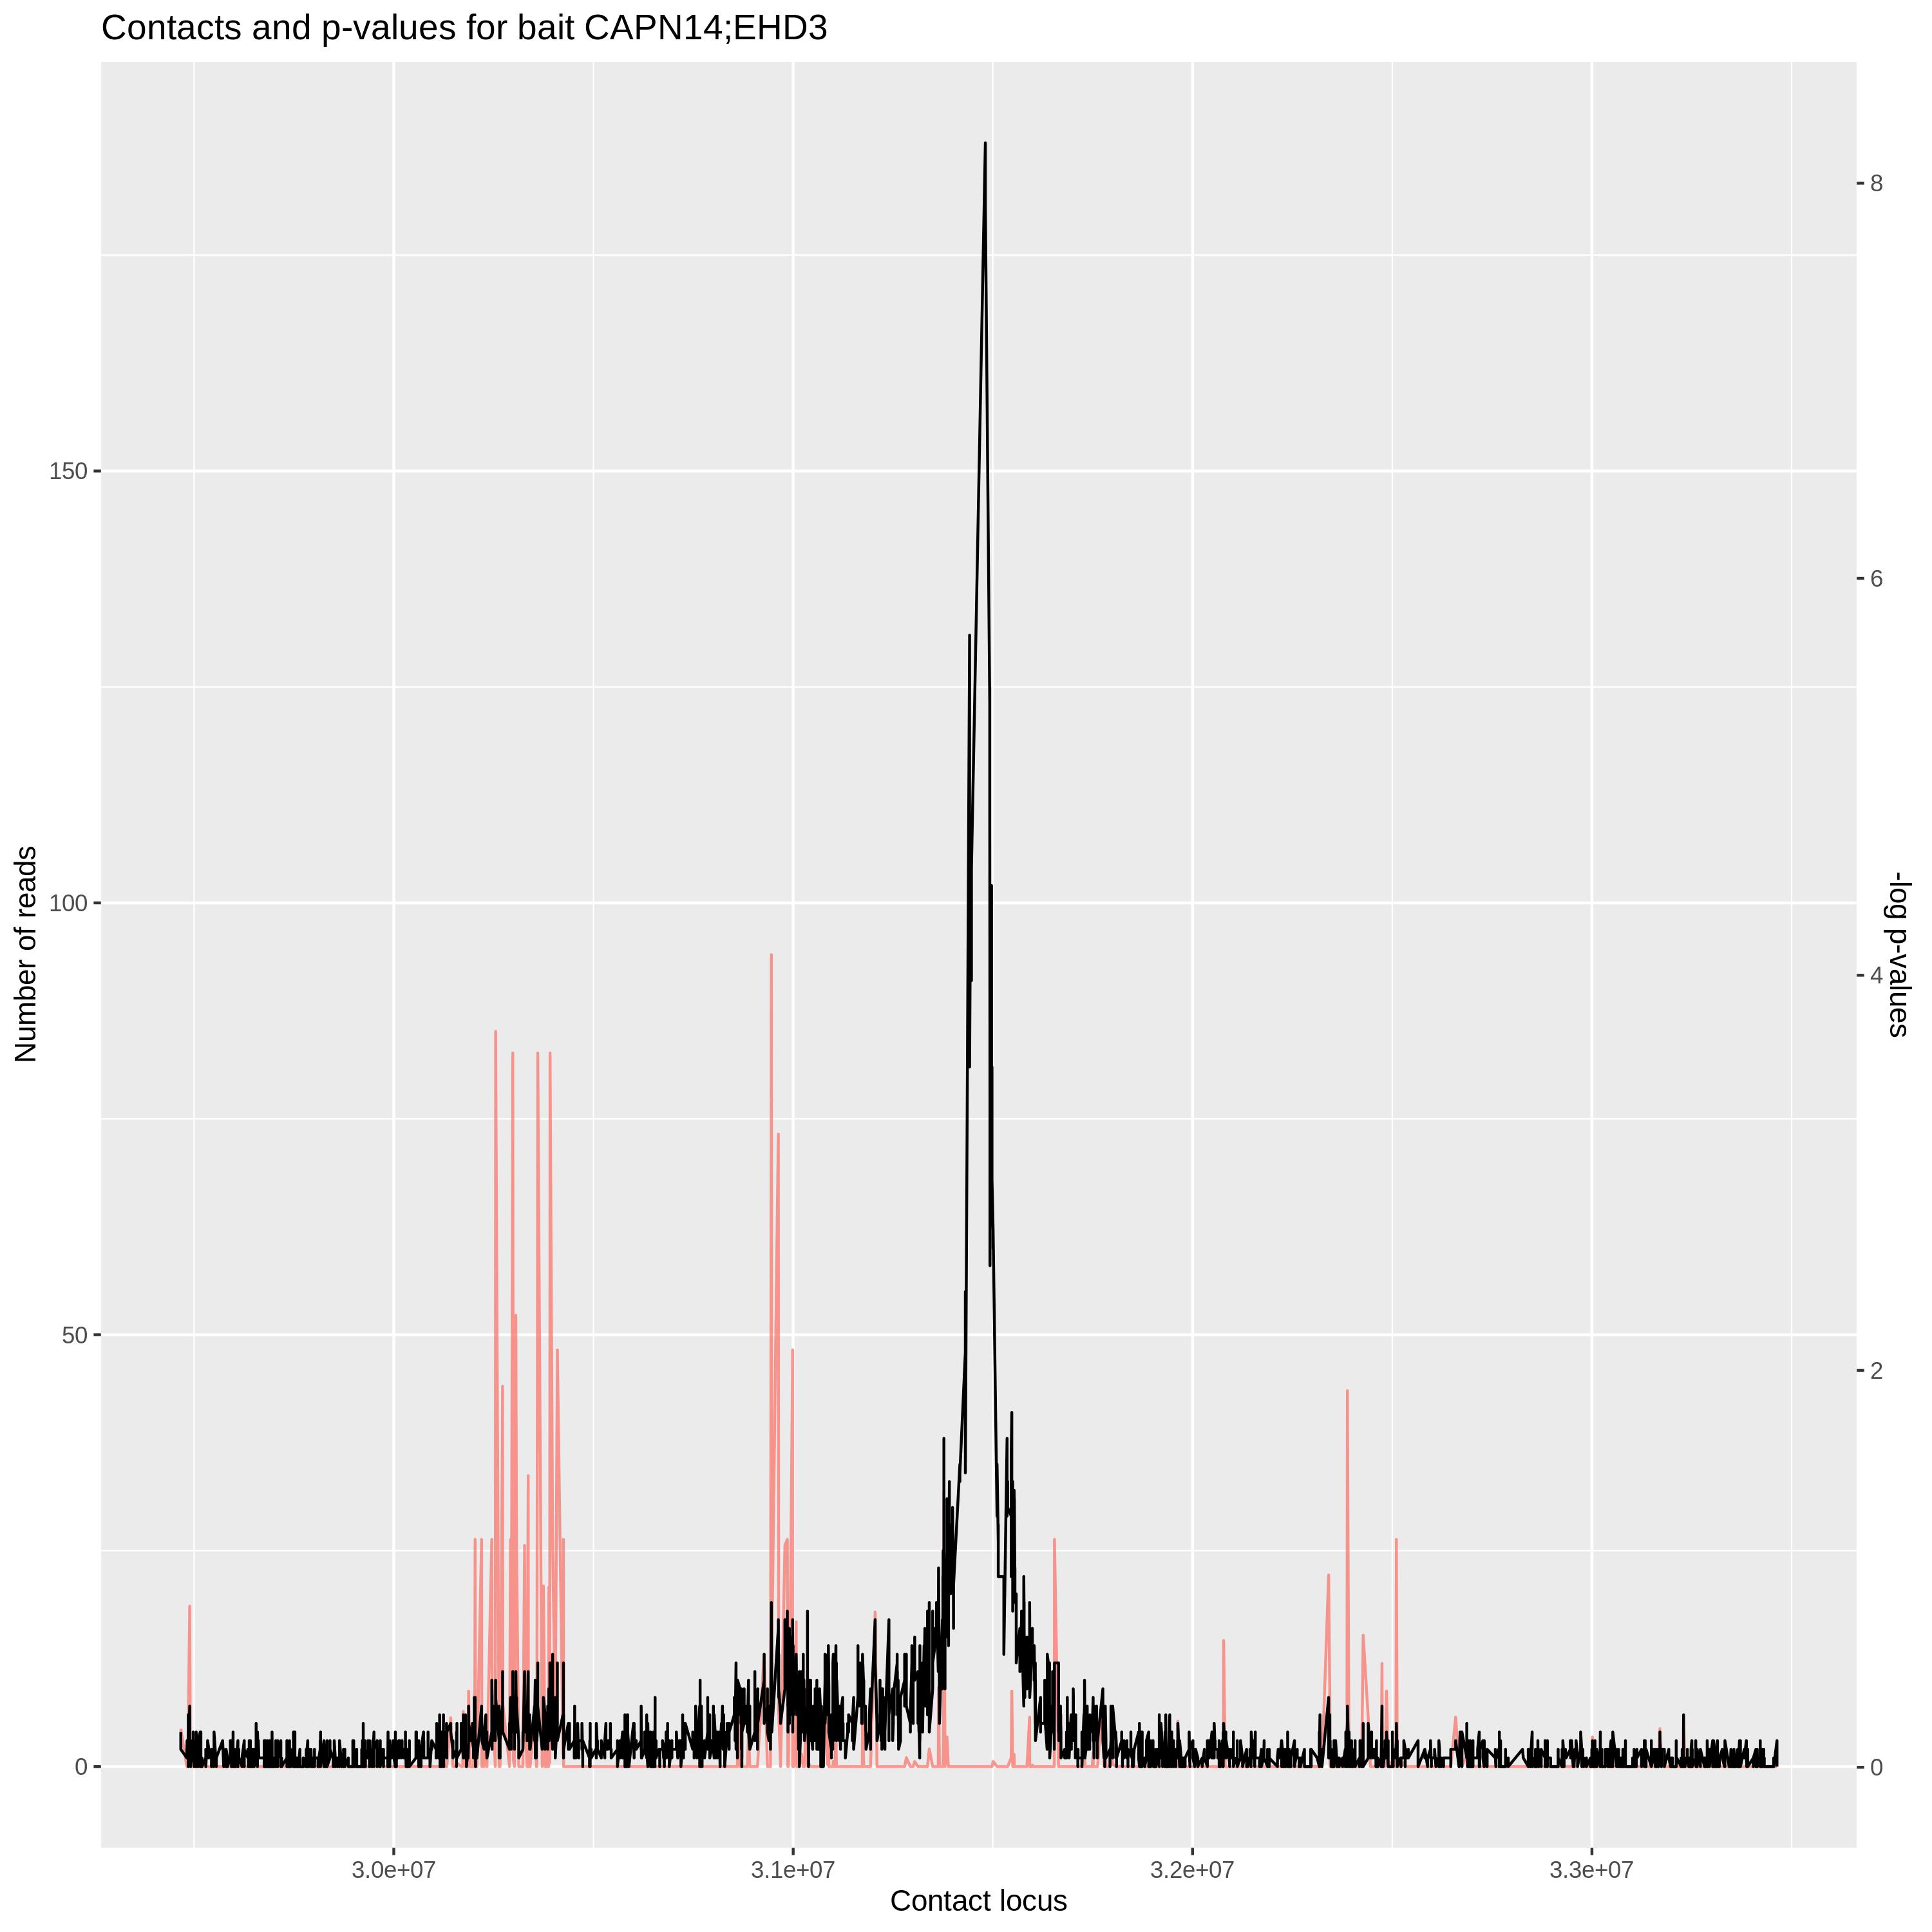 Contacts and p-values for bait CAPN14;EHD3
Number of reads
150
100
50
0
8
6
4
2
0
-log p-values
3.0e+07
3.1e+07
3.2e+07
3.3e+07
Contact locus